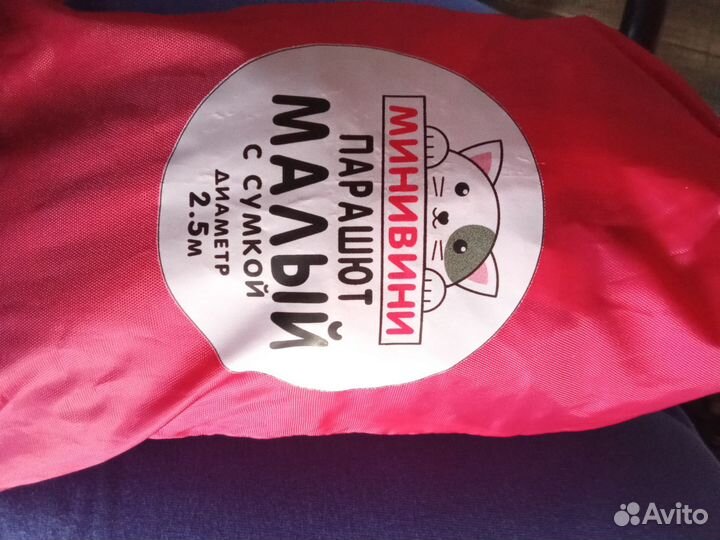 МИНИВИНИ
ПАРАШЮТ
МАЛЫЙ
С СУМКОЙ
ДИАМЕТР
2.5м
Avito